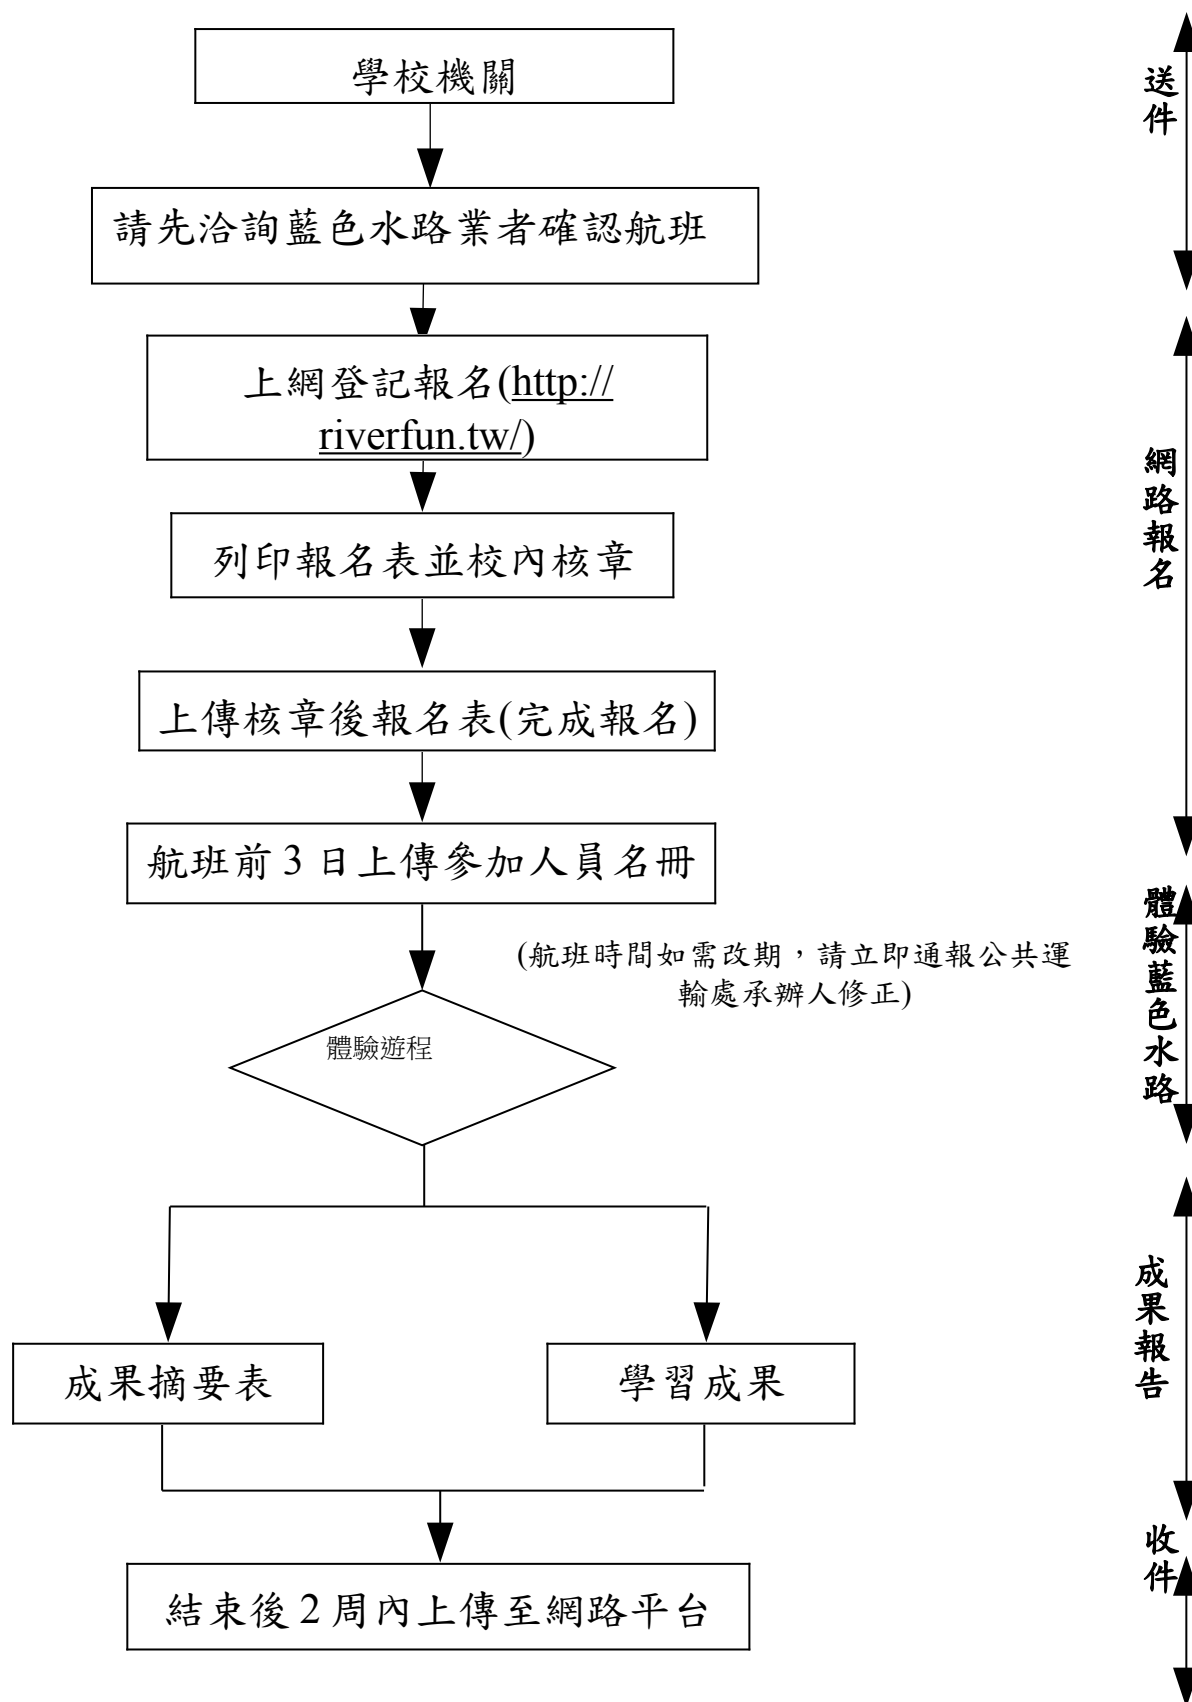 學校機關
請先洽詢藍色水路業者確認航班
上網登記報名(http://
riverfun.tw/)
列印報名表並校內核章
上傳核章後報名表(完成報名)
航班前3日上傳參加人員名冊
(航班時間如需改期，請立即通報公共運
輸處承辦人修正)
體驗遊程
成果摘要表
學習成果
結束後2周內上傳至網路平台
送件
網路報名
體驗藍色水路
成果報告
收件